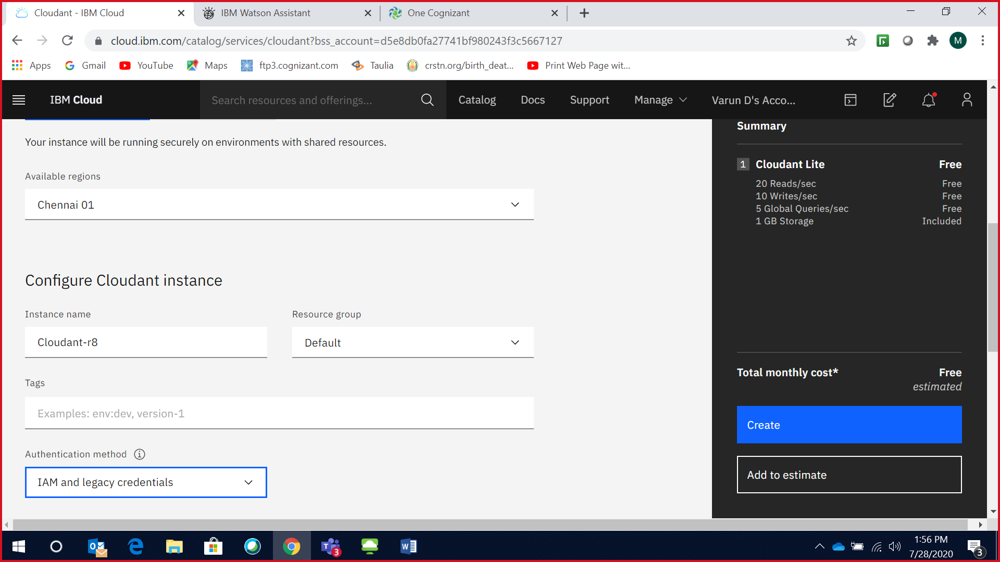 Cloudant - IBM Cloud
IBM Watson Assistant
One Cognizant
cloud.ibm.com/catalog/services/cloudant?bss_account=d5e8db0fa27741bf980243f3c5667127
M
Apps
Gmail
YouTube
Maps
ftp3.cognizant.com
Taulia
crstn.org/birth_deat...
Print Web Page wit...
IBM Cloud
Search resources and offerings...
Catalog
Docs
Support
Manage
Varun D's Acco...
Your instance will be running securely on environments with shared resources.
Available regions
Chennai 01
Configure Cloudant instance
Instance name
Resource group
Cloudant-r8
Default
Tags
Examples: env:dev, version-1
Authentication method
IAM and legacy credentials
Summary
1 Cloudant Lite Free
20 Reads/sec Free
10 Writes/sec Free
5 Global Queries/sec Free
1 GB Storage Included
Total monthly cost* Free
estimated
Create
Add to estimate
3
1:56 PM
7/28/2020
3